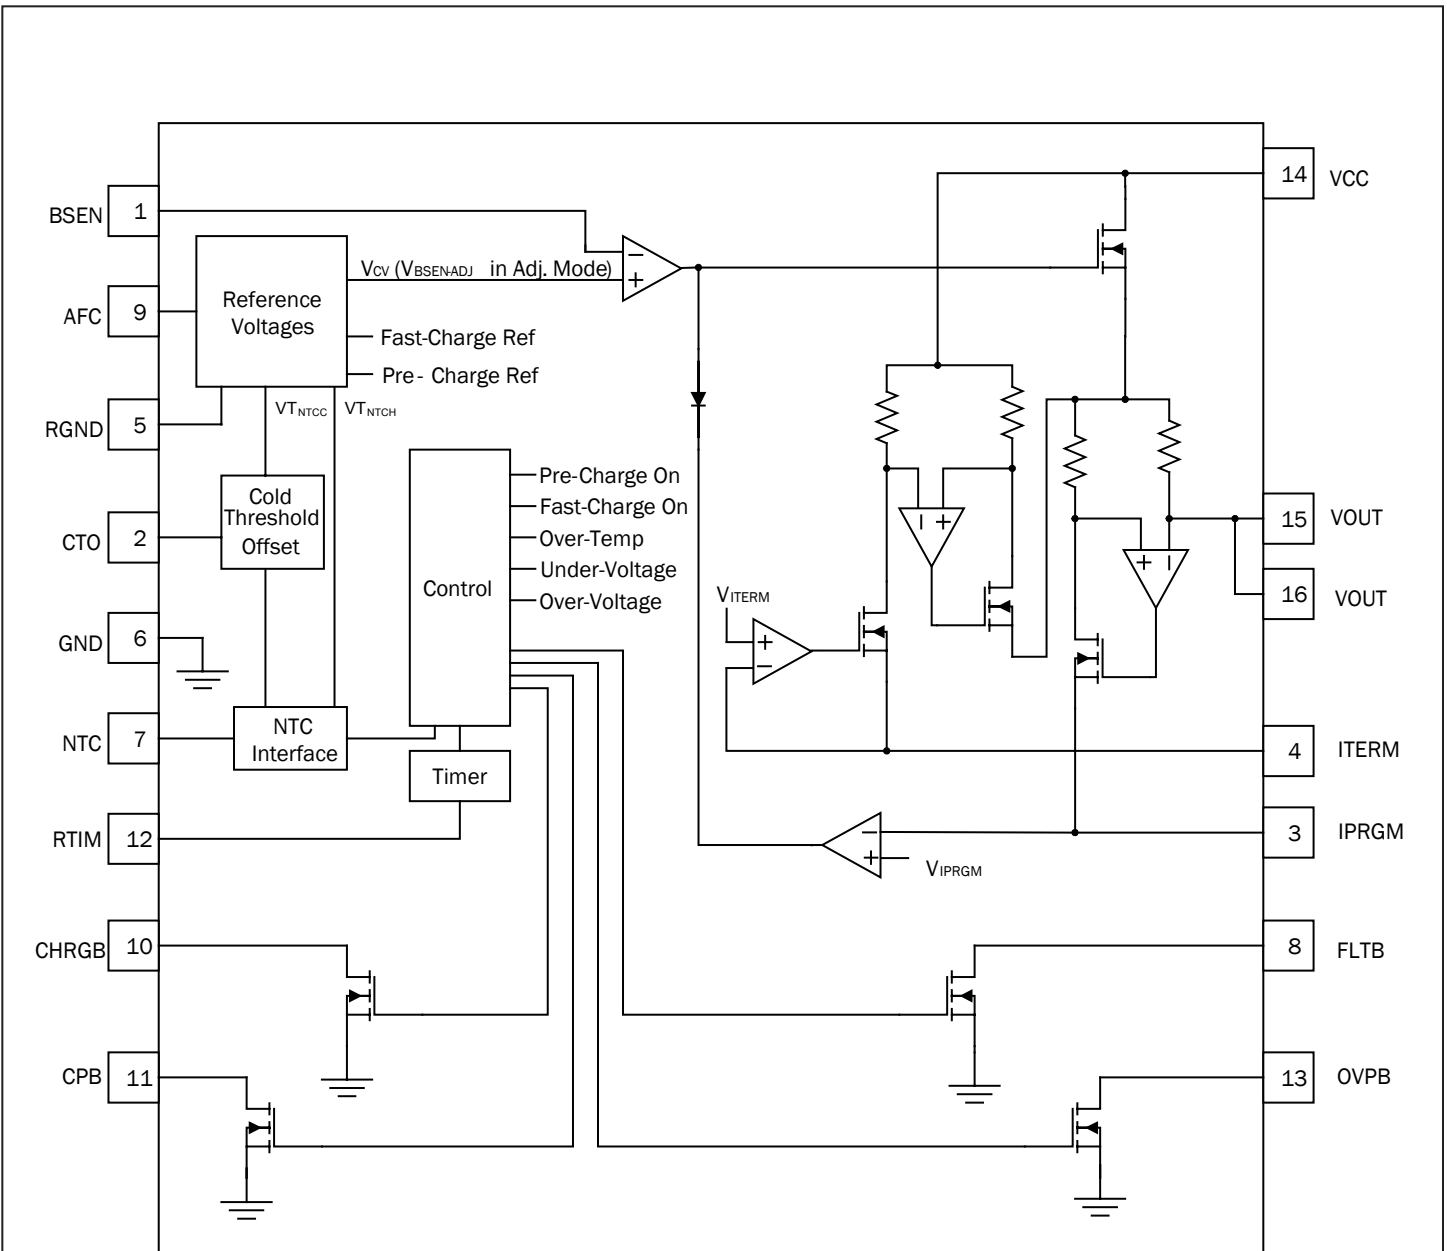 14 VCC
BSEN 1
VCV (VBSEN-ADJ in Adj. Mode)
Reference
Voltages
AFC 9
Fast-Charge Ref
Pre- Charge Ref
VTNTCC VTNTCH
RGND 5
Control
Pre-Charge On
Fast-Charge On
Over-Temp
Under-Voltage
Over-Voltage
Cold
Threshold
Offset
CTO 2
15 VOUT
16 VOUT
VITERM
GND 6
NTC 7
NTC
Interface
Timer
4 ITERM
RTIM 12
3 IPRGM
VIPRGM
CHRGB 10
8 FLTB
CPB 11
13 OVPB
− +
+ −
+ −
− +
− +